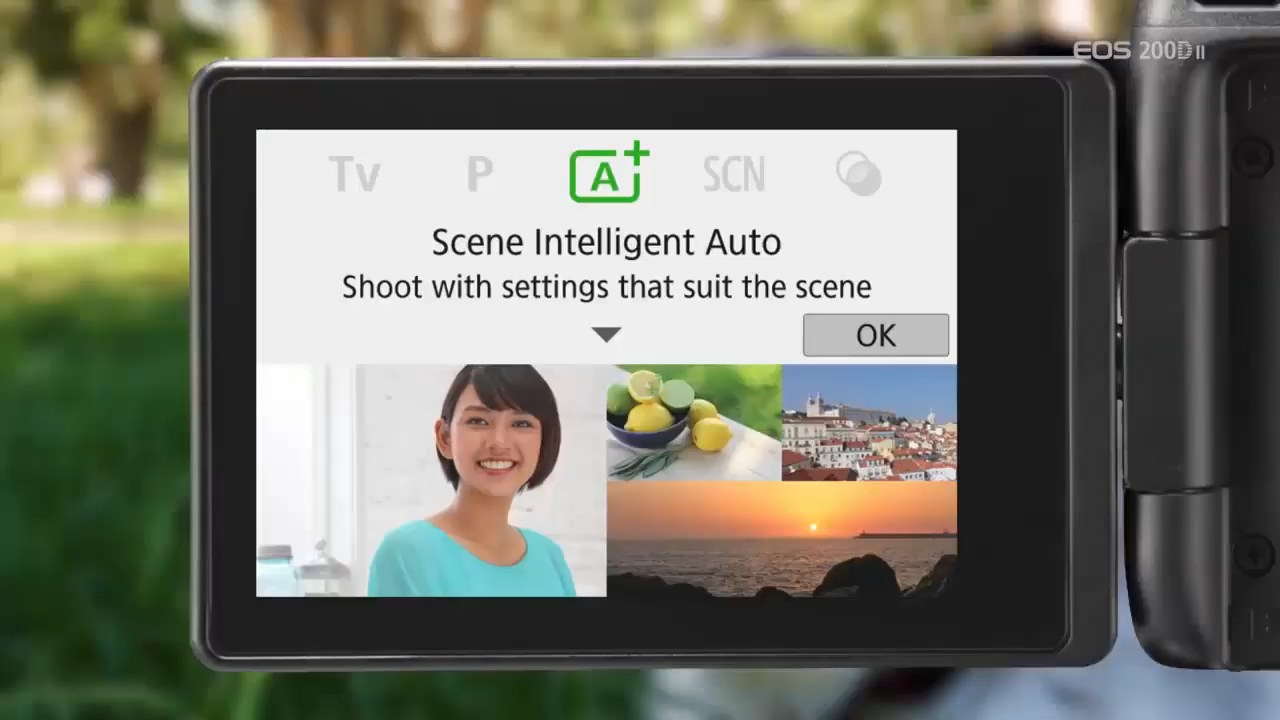 EOS 200D II
Tv P A+ SCN
Scene Intelligent Auto
Shoot with settings that suit the scene
OK